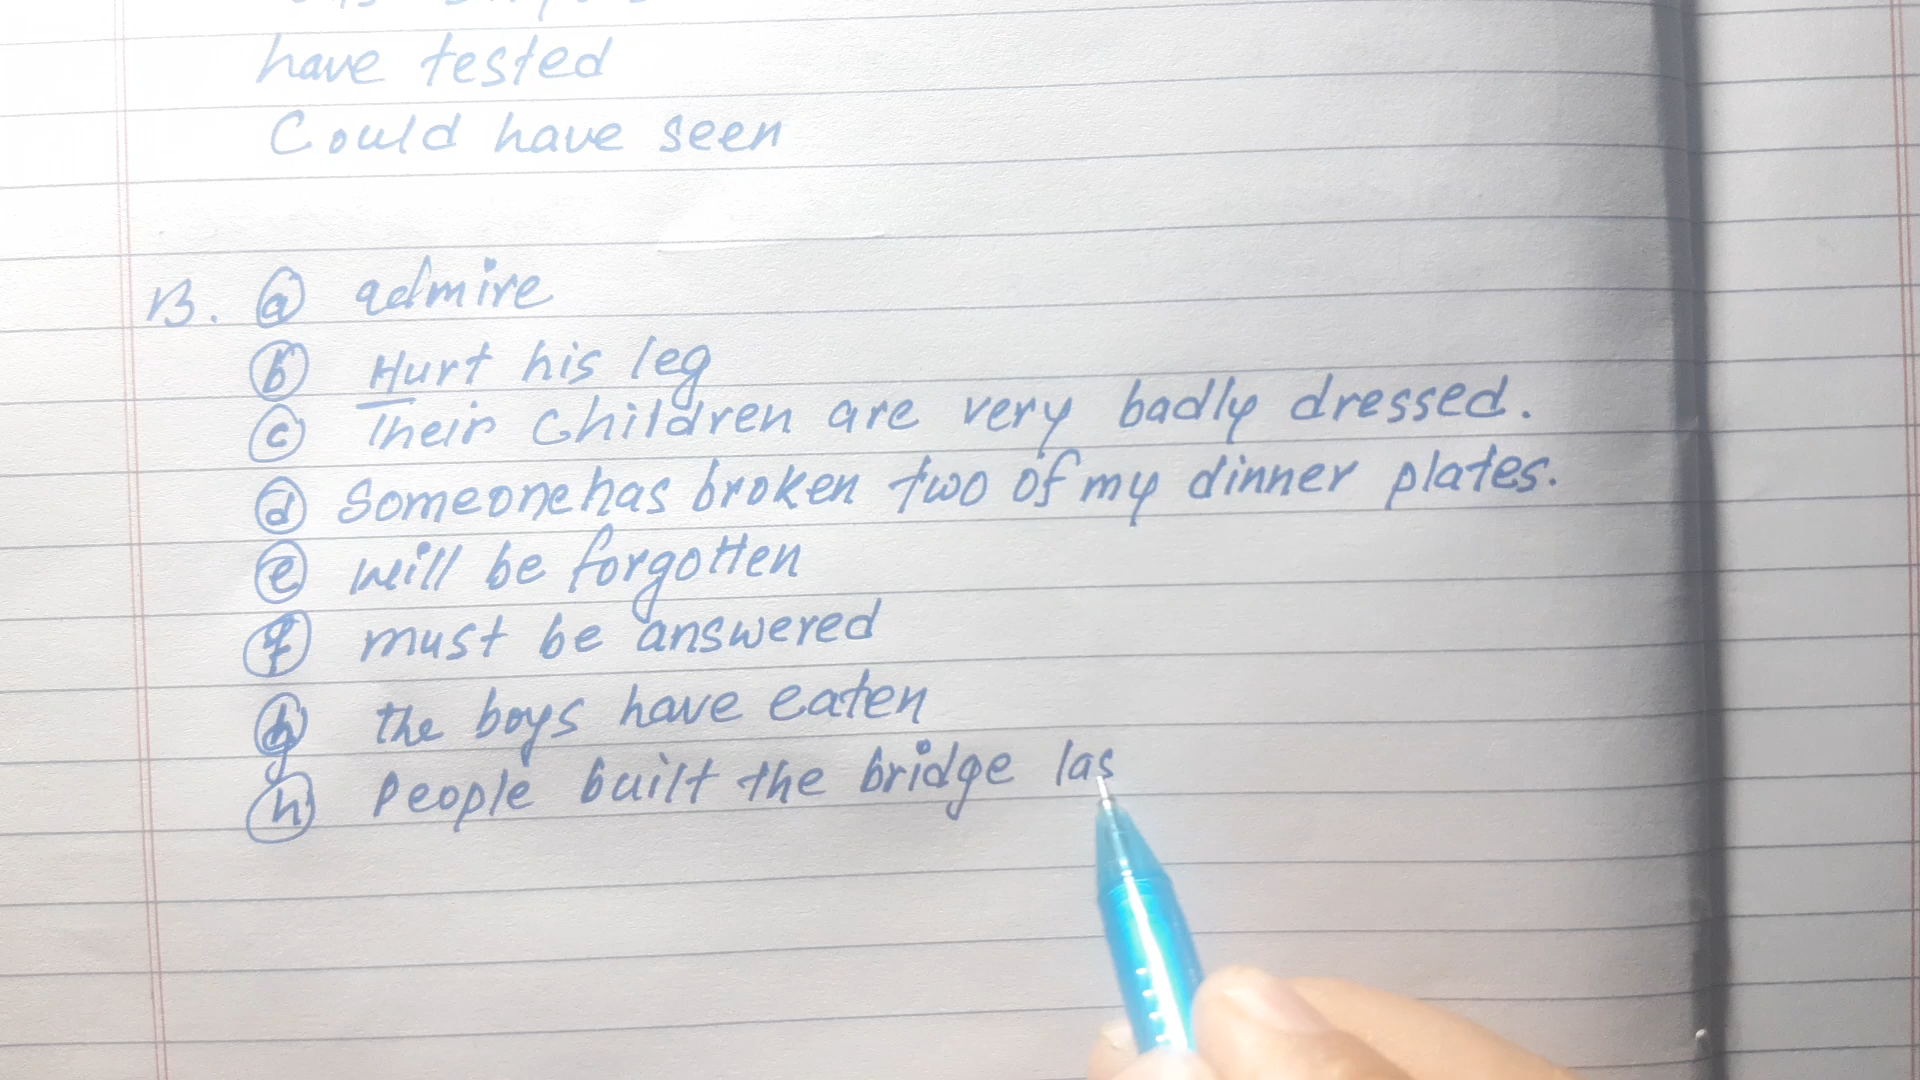 have tested
Could have seen
B. a admire
b Hurt his leg
c Their children are very badly dressed.
d Someone has broken two of my dinner plates.
e will be forgotten
f must be answered
g the boys have eaten
h People built the bridge las